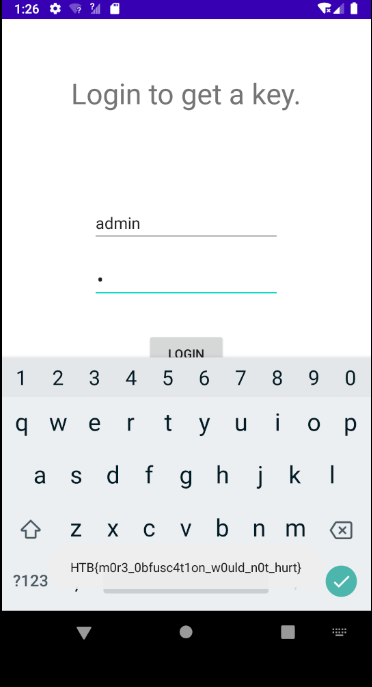 1:26
Login to get a key.
admin
•
LOGIN
1 2 3 4 5 6 7 8 9 0
q w e r t y u i o p
a s d f g h j k l
z x c v b n m
HTB{m0r3_0bfusc4t1on_w0uld_n0t_hurt}
?123 ,